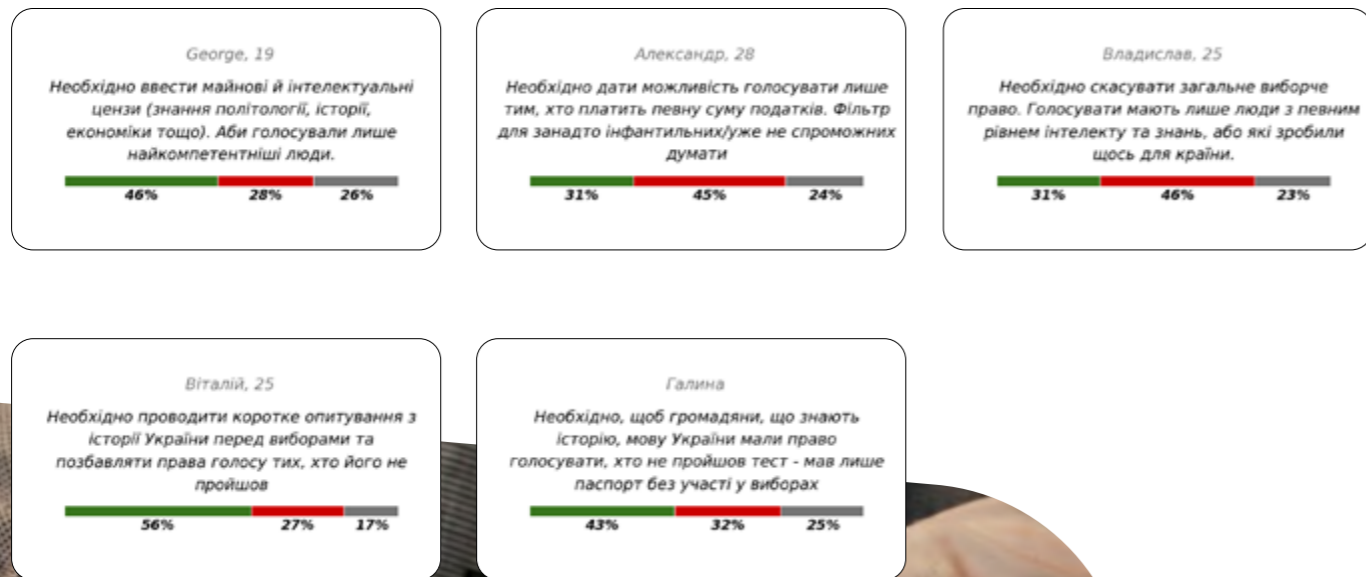 George, 19
Необхідно ввести майнові й інтелектуальні
цензи (знання політології, історії,
економіки тощо). Аби голосували лише
найкомпетентніші люди.
46% 28% 26%
Александр, 28
Необхідно дати можливість голосувати лише
тим, хто платить певну суму податків. Фільтр
для занадто інфантильних/уже не спроможних
думати
31% 45% 24%
Владислав, 25
Необхідно скасувати загальне виборче
право. Голосувати мають лише люди з певним
рівнем інтелекту та знань, або які зробили
щось для країни.
31% 46% 23%
Віталій, 25
Необхідно проводити коротке опитування з
історії України перед виборами та
позбавляти права голосу тих, хто його не
пройшов
56% 27% 17%
Галина
Необхідно, щоб громадяни, що знають
історію, мову України мали право
голосувати, хто не пройшов тест - мав лише
паспорт без участі у виборах
43% 32% 25%